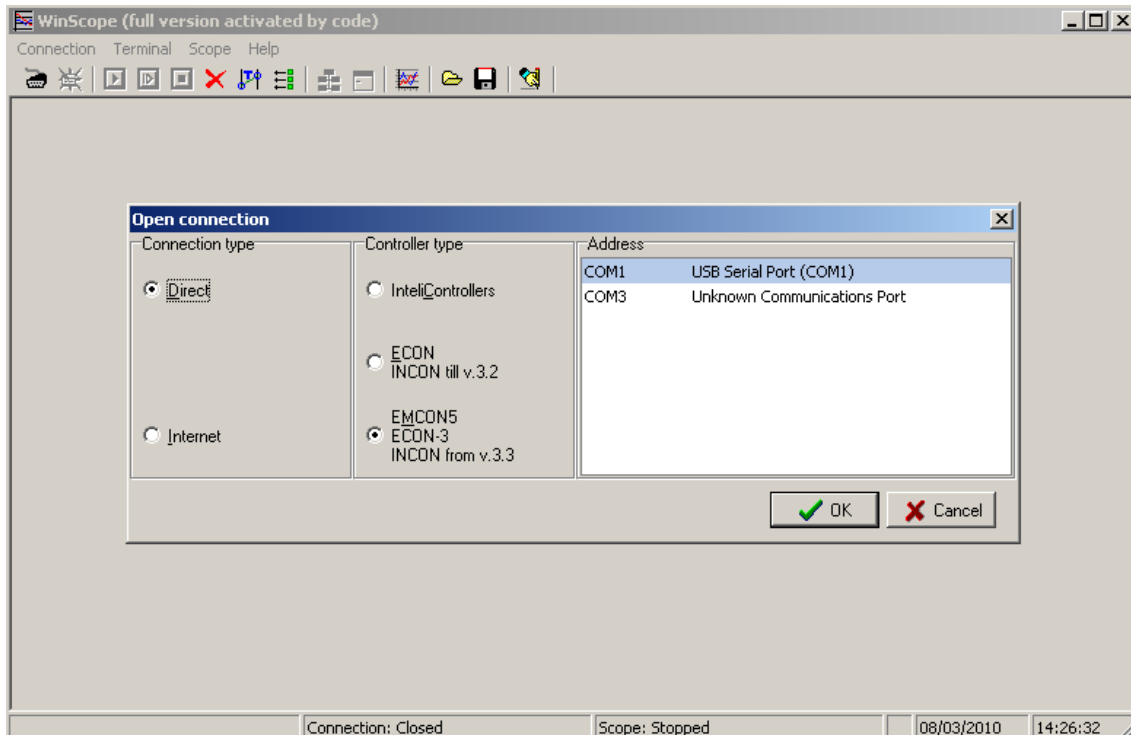 WinScope (full version activated by code)
Connection Terminal Scope Help
Open connection
Connection type
Direct
Internet
Controller type
InteliControllers
ECON
INCON till v.3.2
EMCON5
ECON-3
INCON from v.3.3
Address
COM1 USB Serial Port (COM1)
COM3 Unknown Communications Port
OK Cancel
Connection: Closed Scope: Stopped 08/03/2010 14:26:32